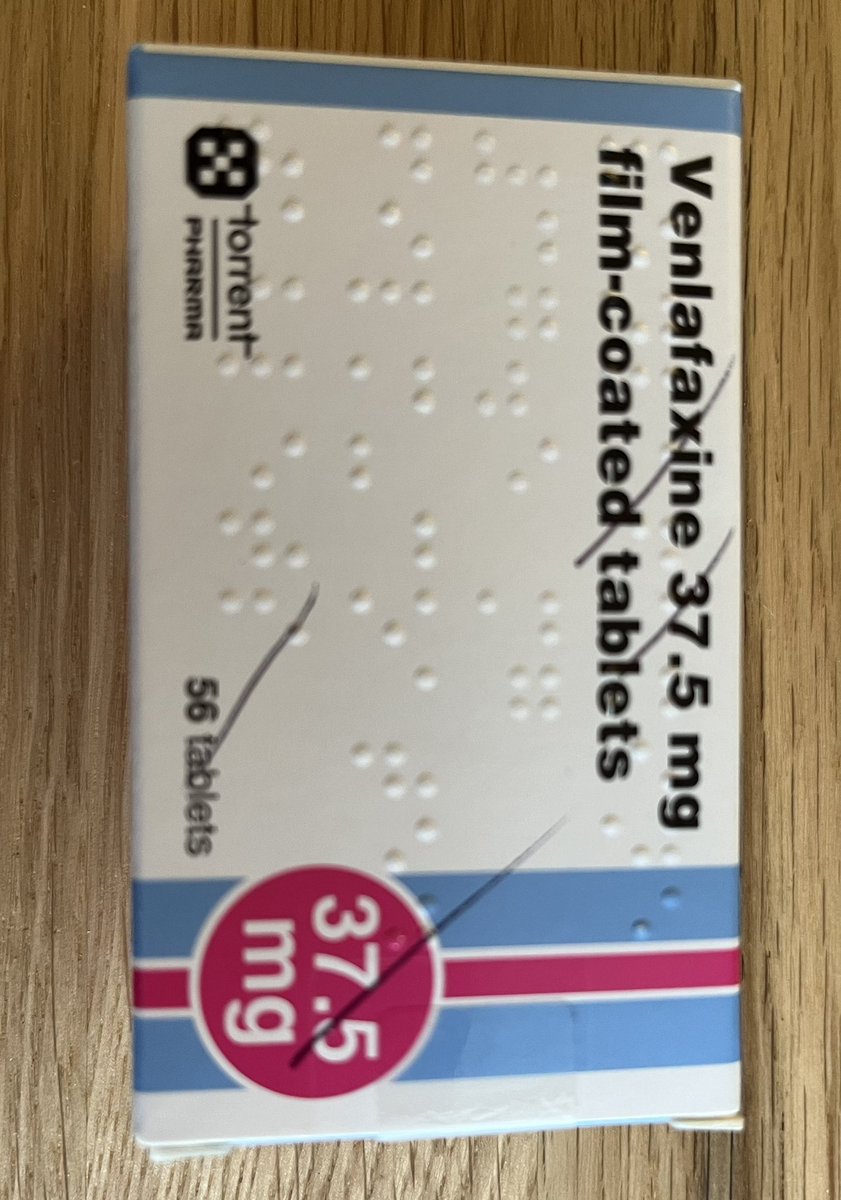 Venlafaxine 37.5 mg
film-coated tablets
37.5
mg
torrent
PHARMA
56 tablets